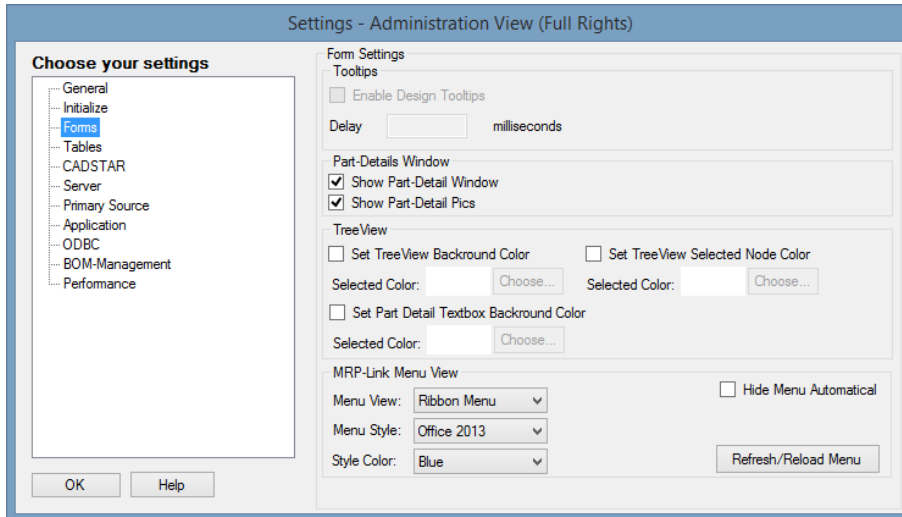 Settings - Administration View (Full Rights)
Choose your settings
General
Initialize
Forms
Tables
CADSTAR
Server
Primary Source
Application
ODBC
BOM-Management
Performance
OK Help
Form Settings
Tooltips
Enable Design Tooltips
Delay milliseconds
Part-Details Window
Show Part-Detail Window
Show Part-Detail Pics
TreeView
Set TreeView Backround Color Set TreeView Selected Node Color
Selected Color: Choose... Selected Color: Choose...
Set Part Detail Textbox Backround Color
Selected Color: Choose...
MRP-Link Menu View
Menu View: Ribbon Menu Hide Menu Automatical
Menu Style: Office 2013
Style Color: Blue Refresh/Reload Menu